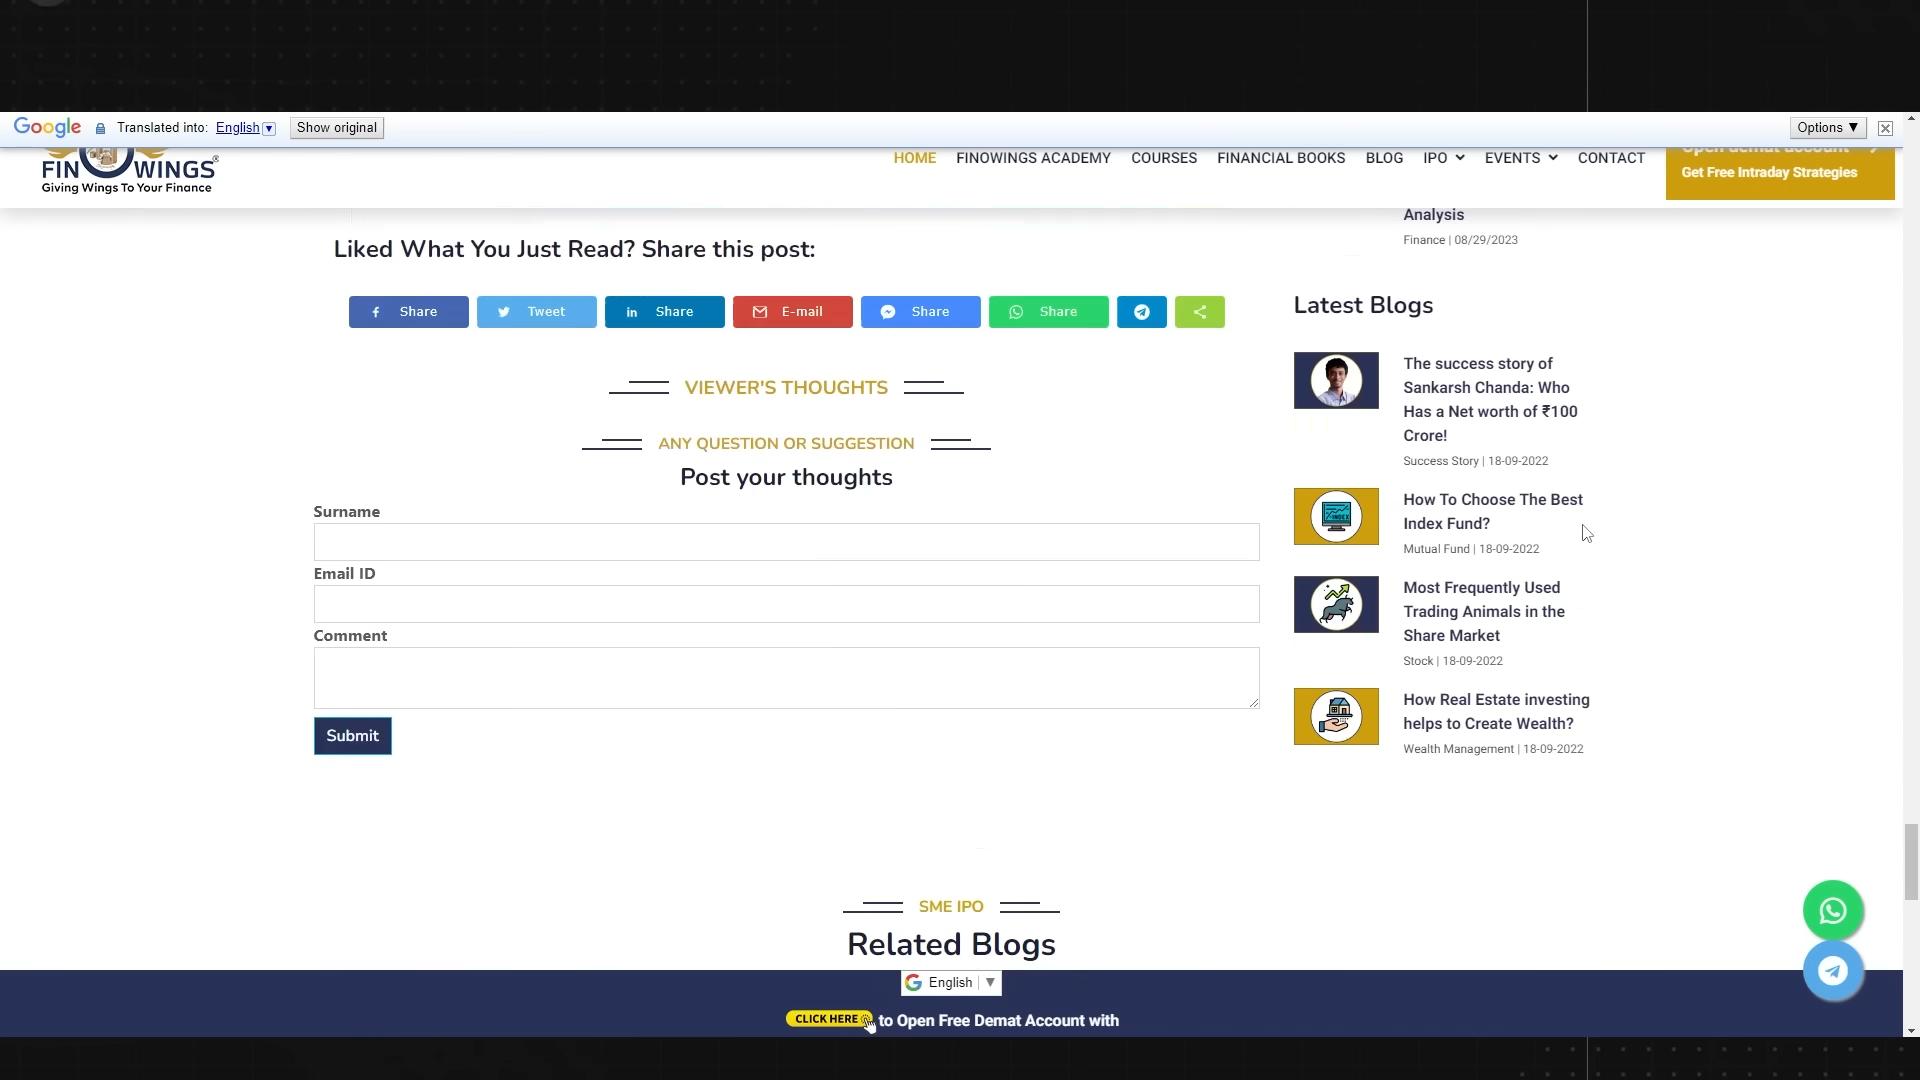 Google Translated into: English ▼ Show original Options ▼
FINOWINGS®
Giving Wings To Your Finance
HOME FINOWINGS ACADEMY COURSES FINANCIAL BOOKS BLOG IPO EVENTS CONTACT
Open demat account
Get Free Intraday Strategies
Liked What You Just Read? Share this post:
Share Tweet Share E-mail Share Share
VIEWER'S THOUGHTS
ANY QUESTION OR SUGGESTION
Post your thoughts
Surname
Email ID
Comment
Submit
Analysis
Finance | 08/29/2023
Latest Blogs
The success story of
Sankarsh Chanda: Who
Has a Net worth of ₹100
Crore!
Success Story | 18-09-2022
INDEX
How To Choose The Best
Index Fund?
Mutual Fund | 18-09-2022
Most Frequently Used
Trading Animals in the
Share Market
Stock | 18-09-2022
How Real Estate investing
helps to Create Wealth?
Wealth Management | 18-09-2022
SME IPO
Related Blogs
English ▼
CLICK HERE to Open Free Demat Account with